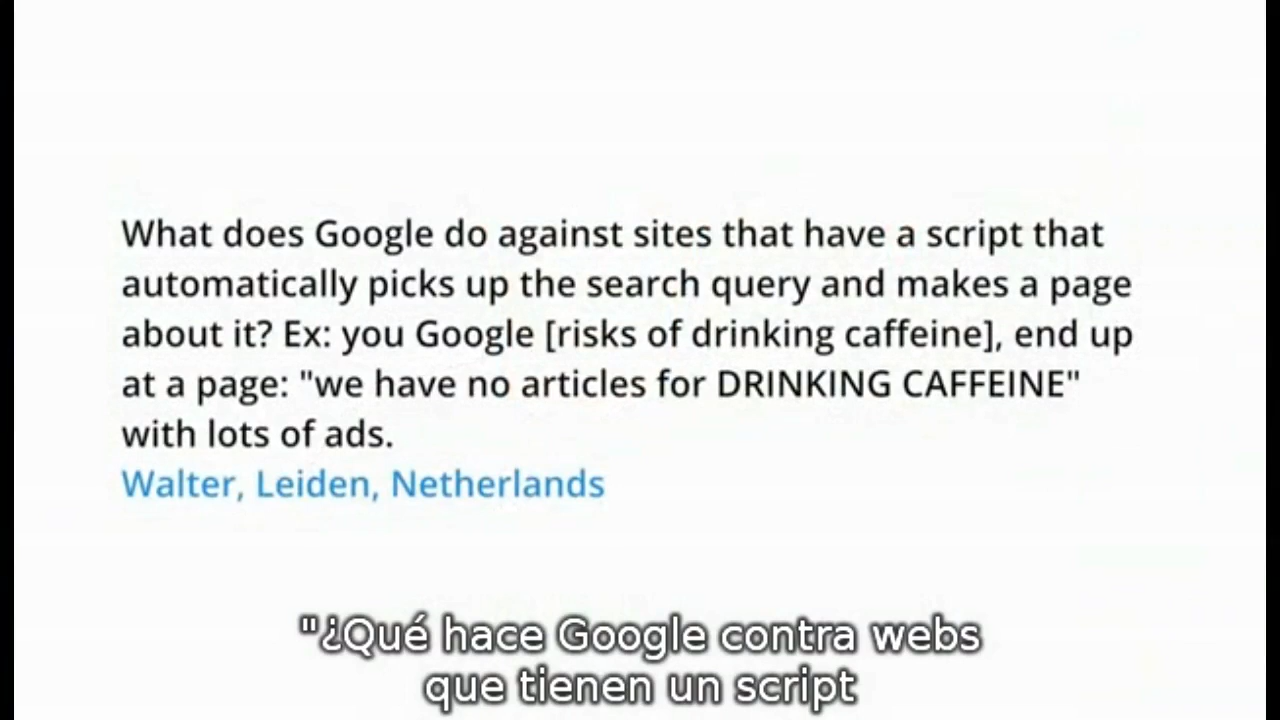 What does Google do against sites that have a script that
automatically picks up the search query and makes a page
about it? Ex: you Google [risks of drinking caffeine], end up
at a page: "we have no articles for DRINKING CAFFEINE"
with lots of ads.
Walter, Leiden, Netherlands
"¿Qué hace Google contra webs
que tienen un script